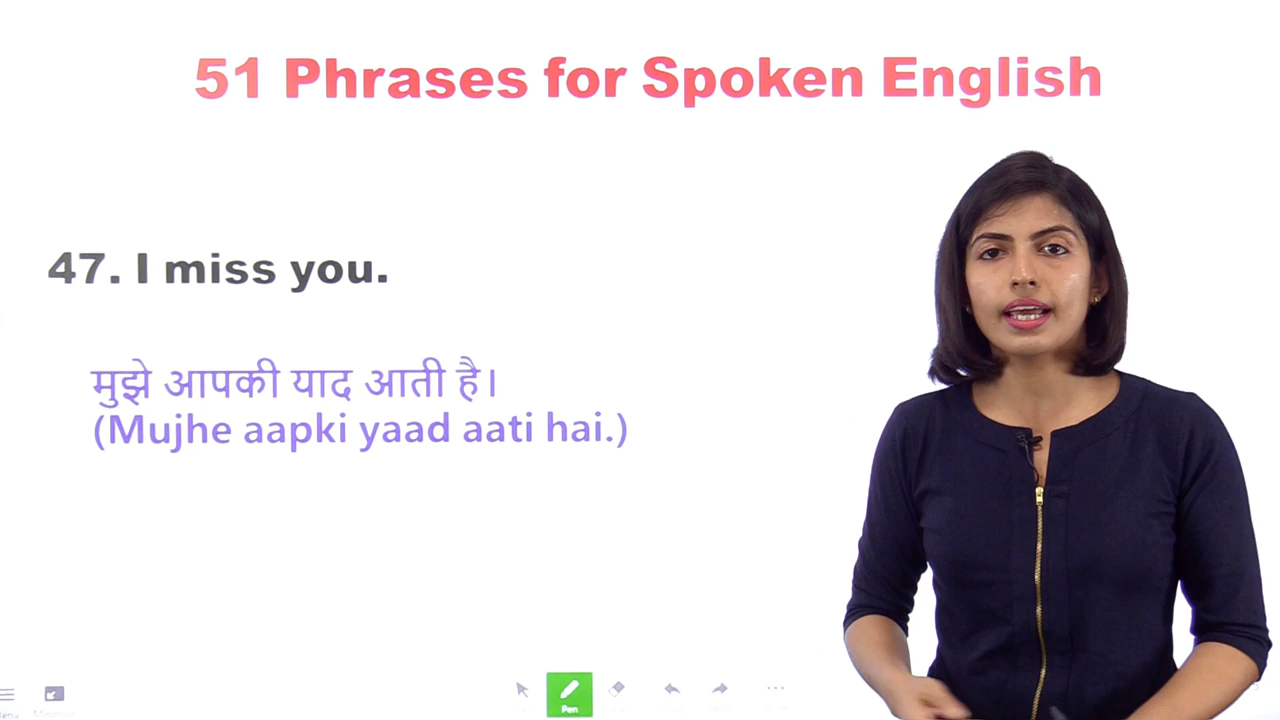 51 Phrases for Spoken English
47. I miss you.
मुझे आपकी याद आती है।
(Mujhe aapki yaad aati hai.)
Pen